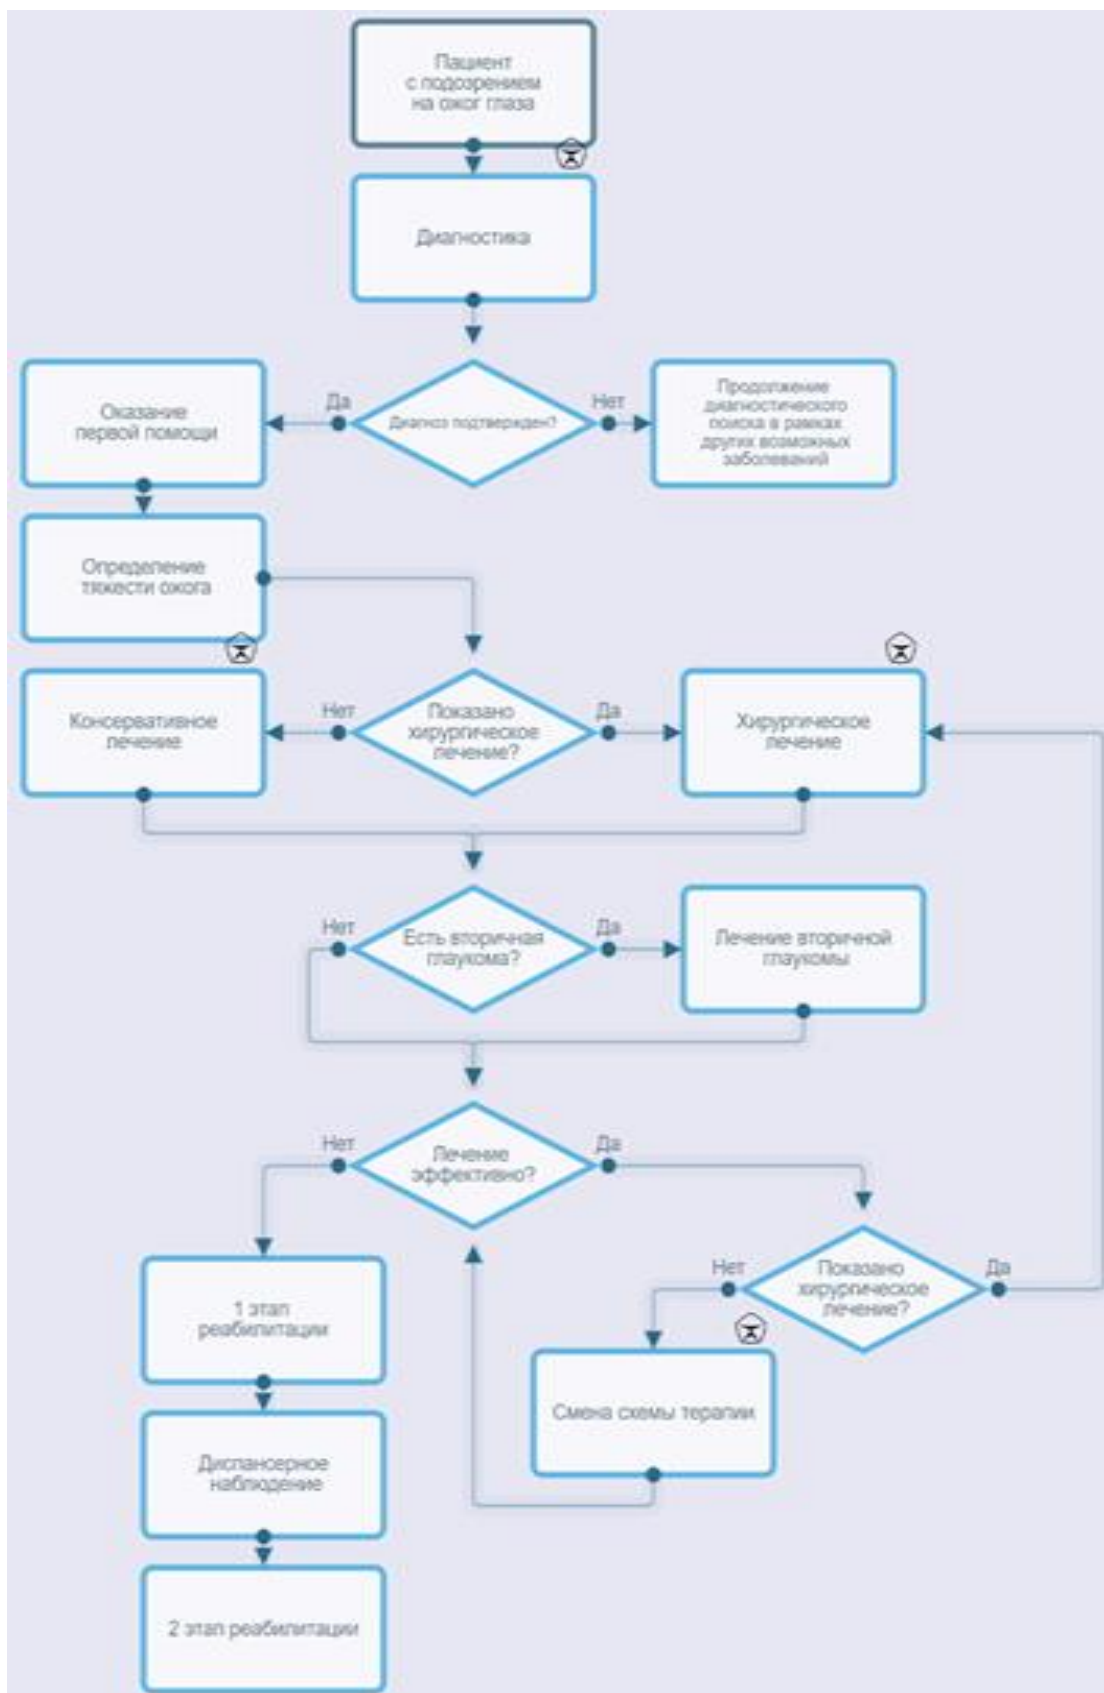 Пациент
с подозрением
на ожог глаза
Диагностика
Диагноз подтвержден?
Да
Нет
Оказание
первой помощи
Продолжение
диагностического
поиска в рамках
других возможных
заболеваний
Определение
тяжести ожога
Показано
хирургическое
лечение?
Нет
Да
Консервативное
лечение
Хирургическое
лечение
Есть вторичная
глаукома?
Нет
Да
Лечение вторичной
глаукомы
Лечение
эффективно?
Нет
Да
1 этап
реабилитации
Показано
хирургическое
лечение?
Нет
Да
Смена схемы терапии
Диспансерное
наблюдение
2 этап реабилитации